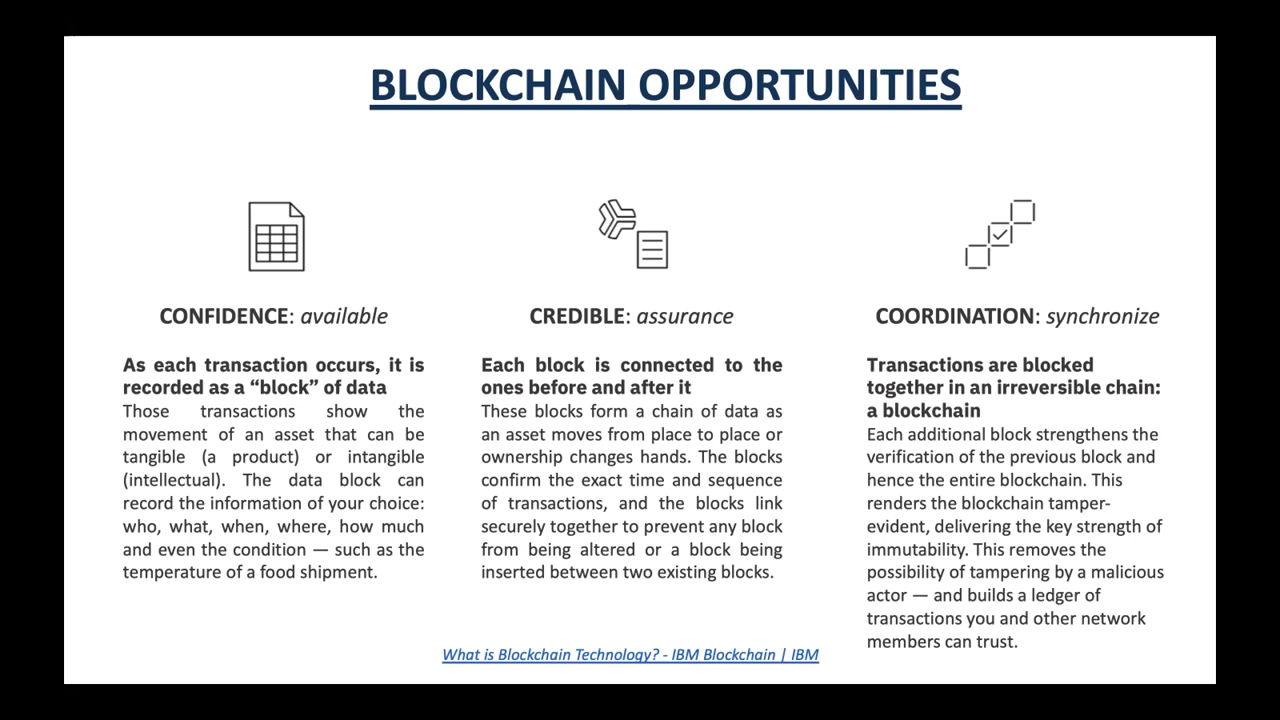 BLOCKCHAIN OPPORTUNITIES
CONFIDENCE: available
As each transaction occurs, it is
recorded as a “block” of data
Those transactions show the
movement of an asset that can be
tangible (a product) or intangible
(intellectual). The data block can
record the information of your choice:
who, what, when, where, how much
and even the condition — such as the
temperature of a food shipment.
CREDIBLE: assurance
Each block is connected to the
ones before and after it
These blocks form a chain of data as
an asset moves from place to place or
ownership changes hands. The blocks
confirm the exact time and sequence
of transactions, and the blocks link
securely together to prevent any block
from being altered or a block being
inserted between two existing blocks.
COORDINATION: synchronize
Transactions are blocked
together in an irreversible chain:
a blockchain
Each additional block strengthens the
verification of the previous block and
hence the entire blockchain. This
renders the blockchain tamper-
evident, delivering the key strength of
immutability. This removes the
possibility of tampering by a malicious
actor — and builds a ledger of
transactions you and other network
members can trust.
What is Blockchain Technology? - IBM Blockchain | IBM